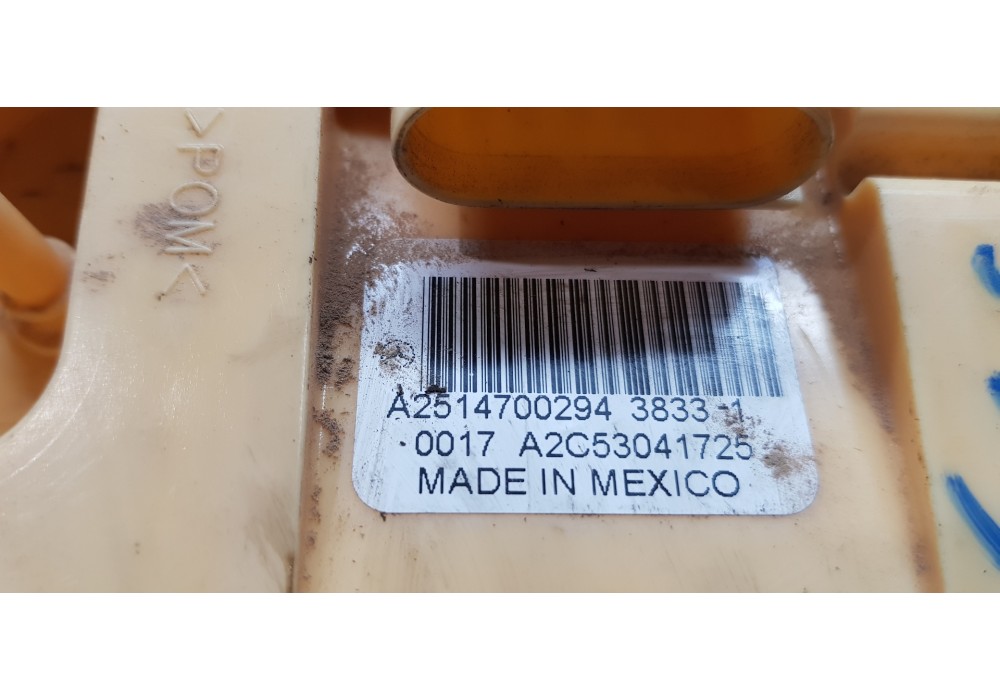 >POM<
A2514700294 3833-1
0017 A2C53041725
MADE IN MEXICO